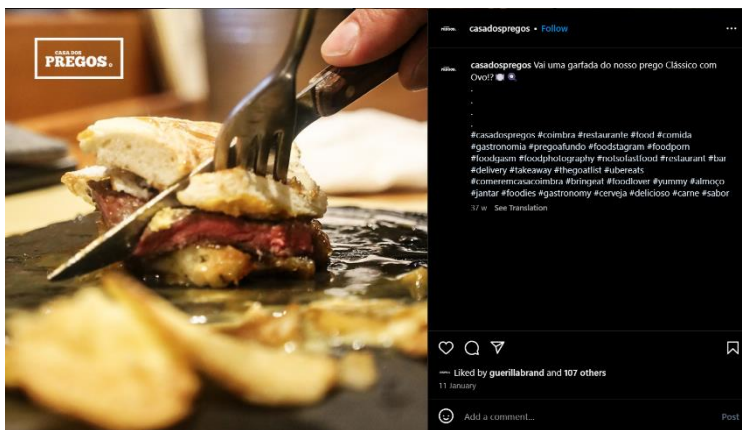 CASA DOS
PREGOS.
casadospregos • Follow
casadospregos Vai uma garfada do nosso prego Clássico com
Ovo!?
.
.
.
.
#casadospregos #coimbra #restaurante #food #comida
#gastronomia #pregoafundo #foodstagram #foodporn
#foodgasm #foodphotography #notsofastfood #restaurant #bar
#delivery #takeaway #thegoatlist #ubereats
#comeremcasacoimbra #bringeat #foodlover #yummy #almoço
#jantar #foodies #gastronomy #cerveja #delicioso #carne #sabor
37 w See Translation
Liked by guerillabrand and 107 others
11 January
Add a comment...
Post